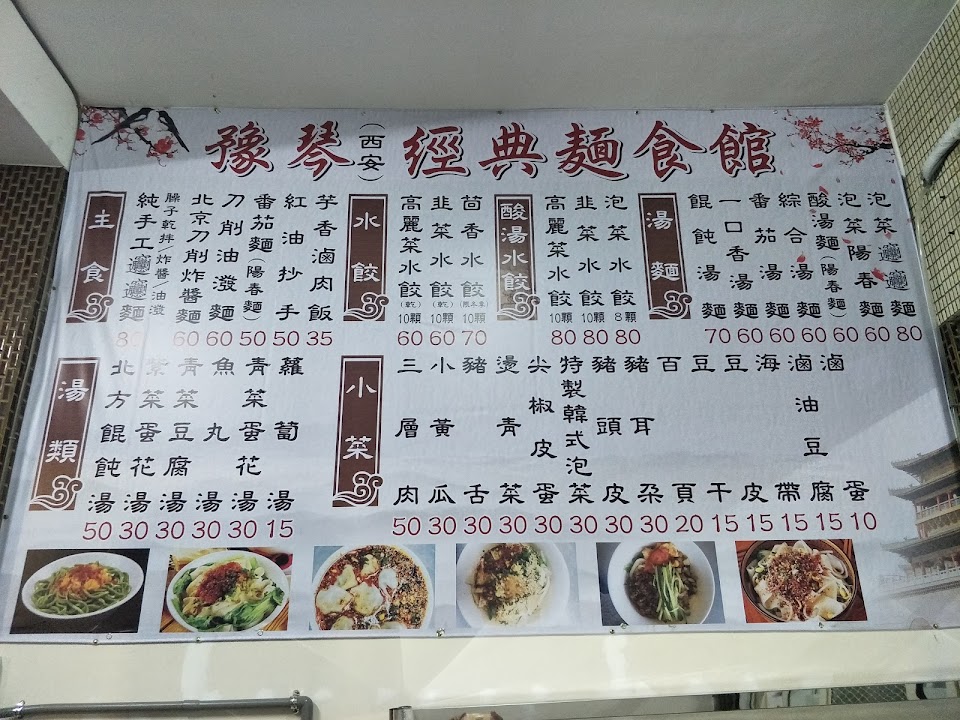 豫琴(西安)經典麵食館
主食
純手工𰻞𰻞麵
臊子乾拌/炸醬/油潑
80
北京刀削炸醬麵
60
刀削油潑麵
60
番茄麵(陽春麵)
50
紅油抄手
50
芋香滷肉飯
35
水餃
高麗菜水餃(乾)10顆
60
韭菜水餃(乾)10顆
60
茴香水餃10顆
70
酸湯水餃
高麗菜水餃10顆
80
韭菜水餃10顆
80
泡菜水餃8顆
80
湯麵
餛飩湯麵
70
一口香湯麵
60
番茄湯麵
60
綜合湯麵
60
酸湯麵(陽春麵)
60
泡菜陽春麵
60
泡菜𰻞𰻞麵
80
湯類
北方餛飩湯
50
紫菜蛋花湯
30
青菜豆腐湯
30
魚丸湯
30
青菜蛋花湯
30
蘿蔔湯
15
小菜
三層肉
50
小黃瓜
30
豬舌
30
燙青菜
30
尖椒皮蛋
30
特製韓式泡菜
30
豬頭皮
30
豬耳朵
30
百頁
20
豆干
15
豆皮
15
海帶
15
滷油豆腐
15
滷蛋
10